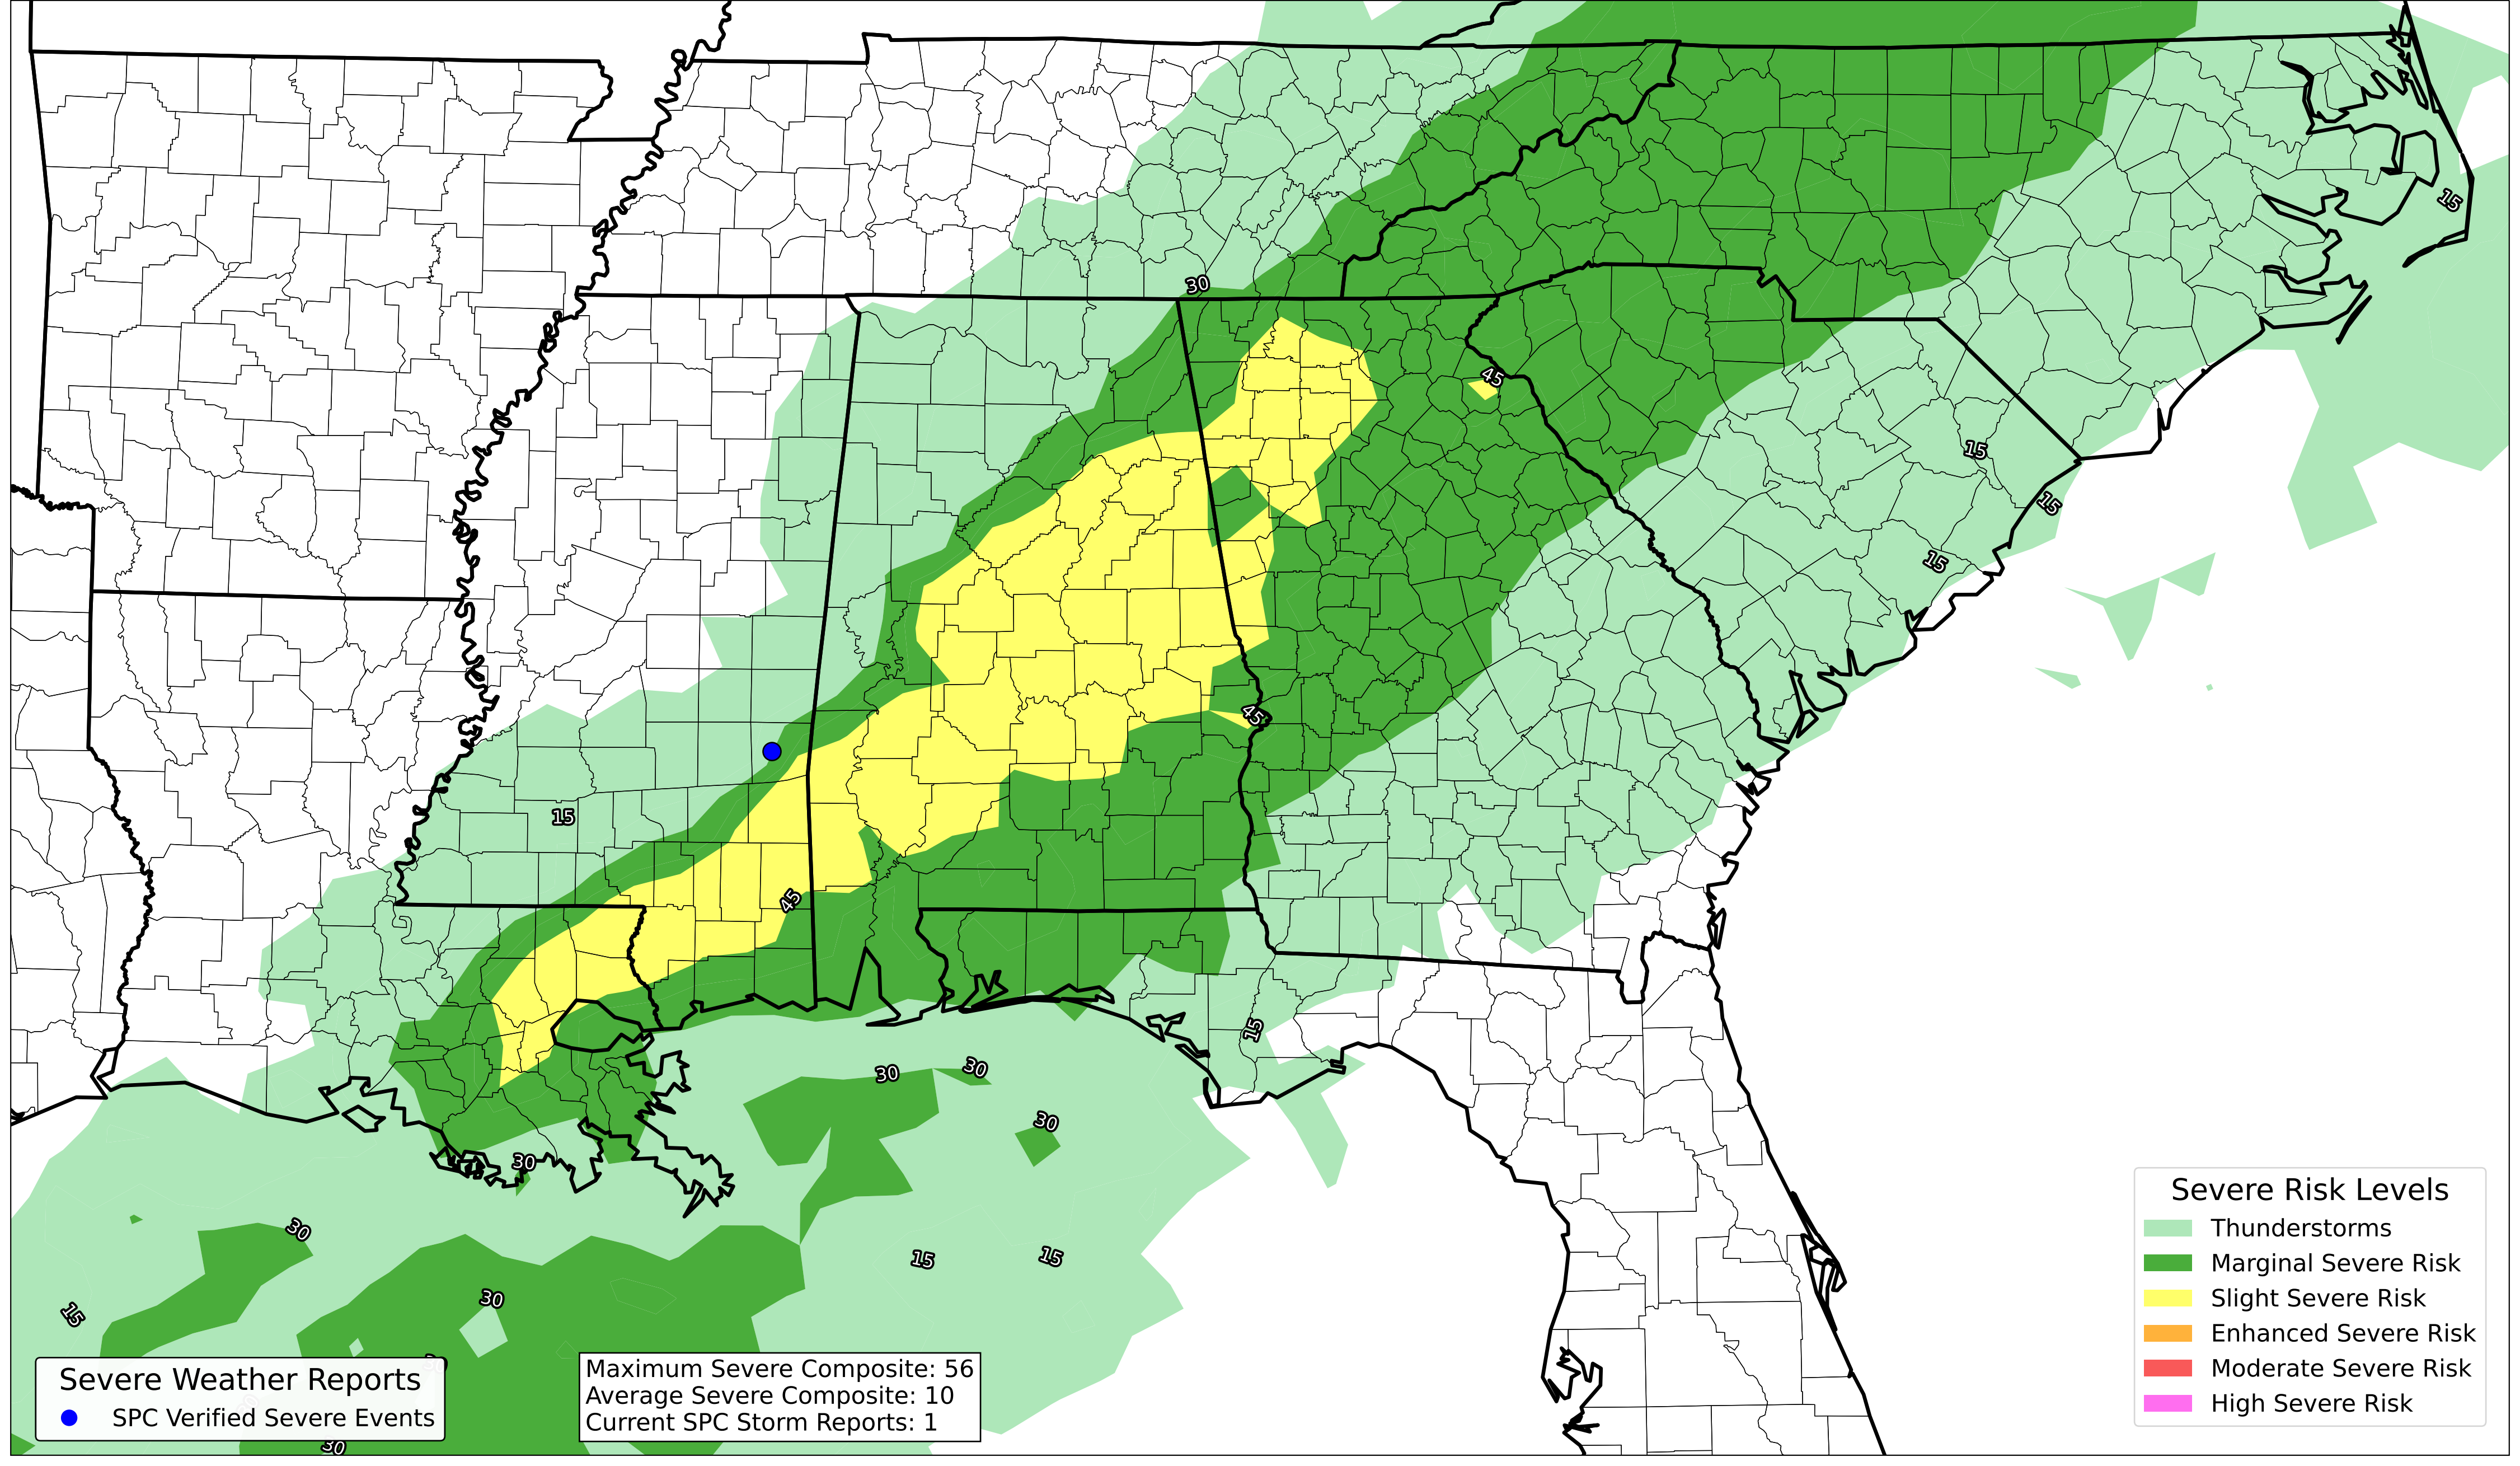 15
30
45
15
15
15
45
15
45
15
30
30
30
30
30
15
15
30
15
30
30
Severe Weather Reports
SPC Verified Severe Events
Maximum Severe Composite: 56
Average Severe Composite: 10
Current SPC Storm Reports: 1
Severe Risk Levels
Thunderstorms
Marginal Severe Risk
Slight Severe Risk
Enhanced Severe Risk
Moderate Severe Risk
High Severe Risk